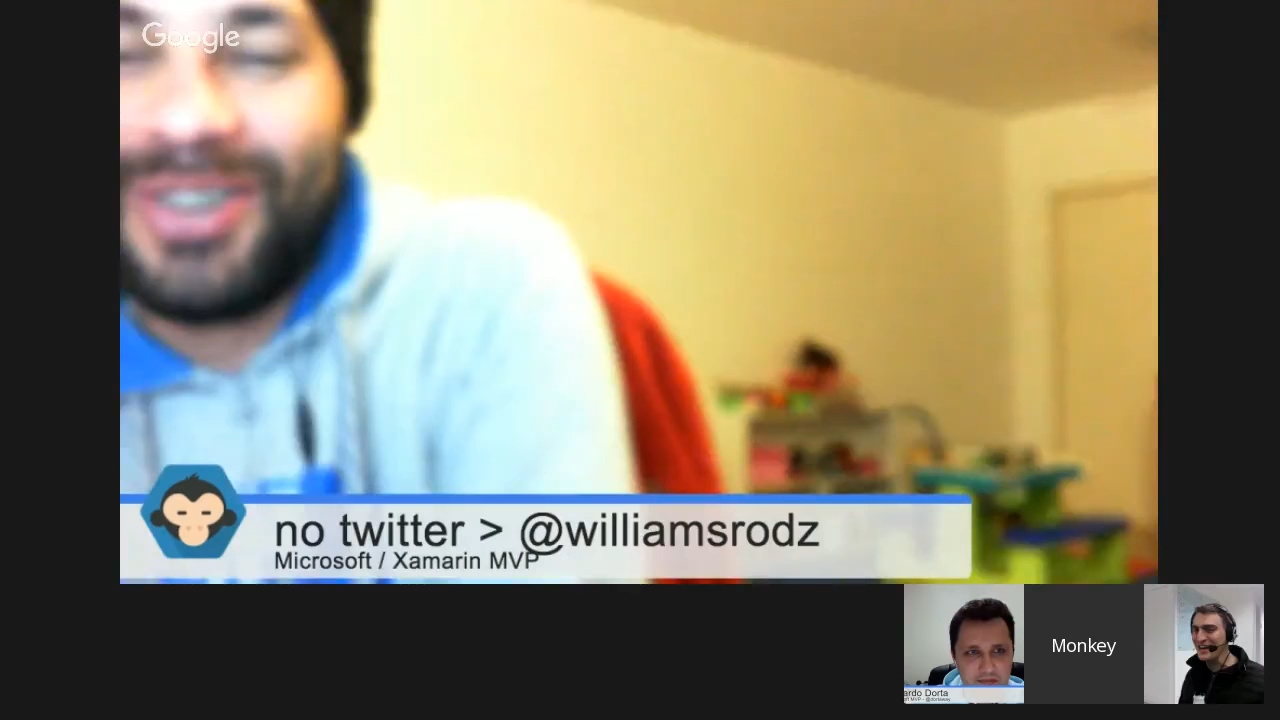 Google
no twitter > @williamsrodz
Microsoft / Xamarin MVP
Monkey
ardo Dorta